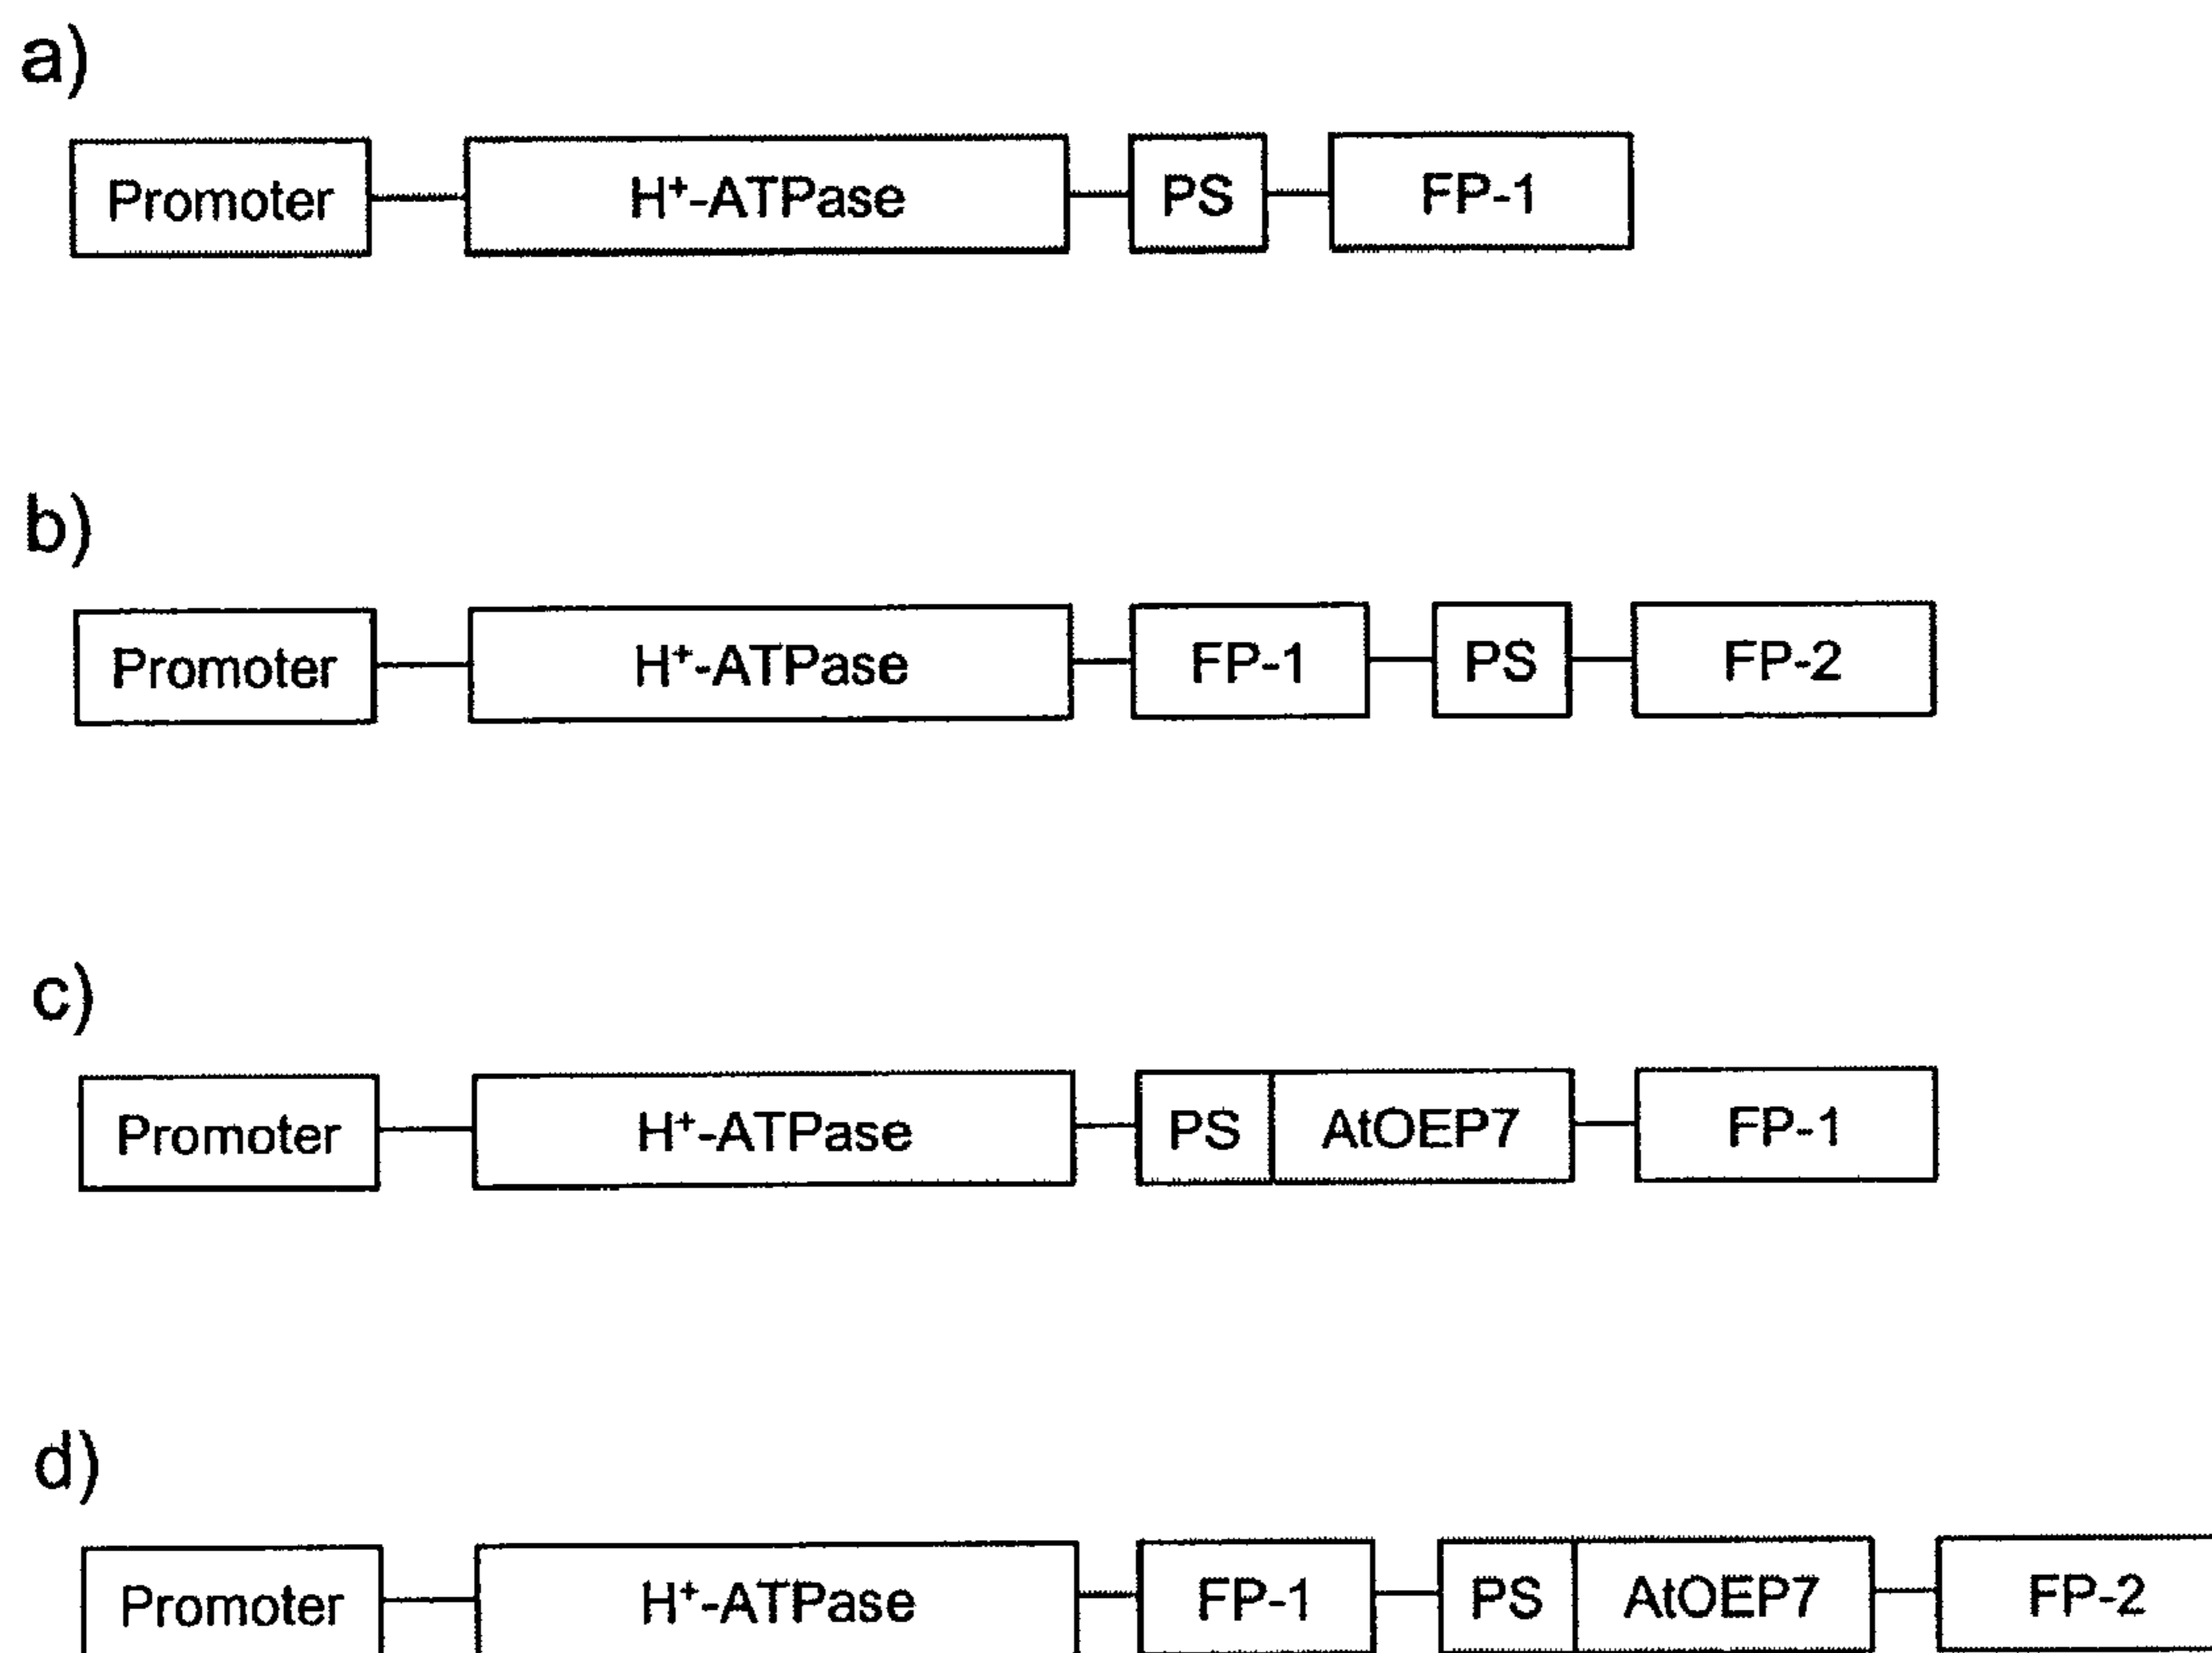 a)
Promoter H⁺-ATPase PS FP-1
b)
Promoter H⁺-ATPase FP-1 PS FP-2
c)
Promoter H⁺-ATPase PS AtOEP7 FP-1
d)
Promoter H⁺-ATPase FP-1 PS AtOEP7 FP-2